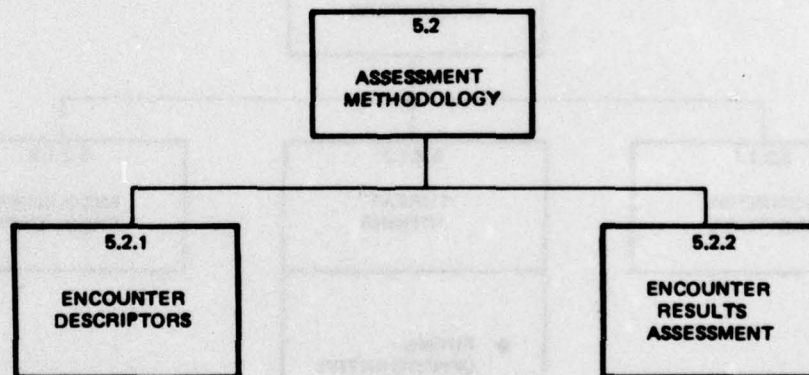 5.2
ASSESSMENT
METHODOLOGY
5.2.1
ENCOUNTER
DESCRIPTORS
5.2.2
ENCOUNTER
RESULTS
ASSESSMENT